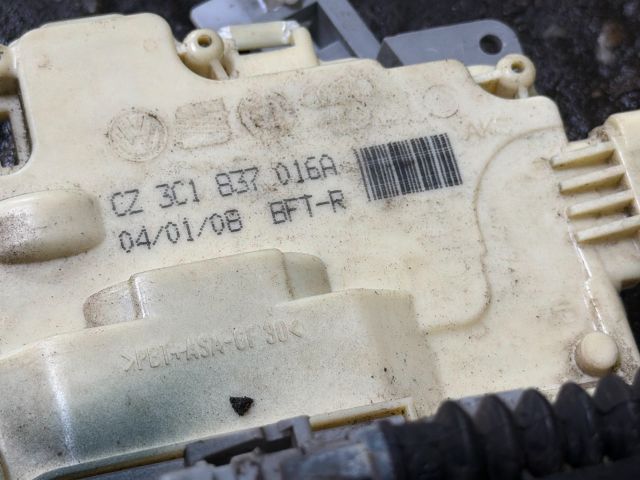 CZ 3C1 837 016A
04/01/08 BFT-R
>PBT+ASA-GF30<